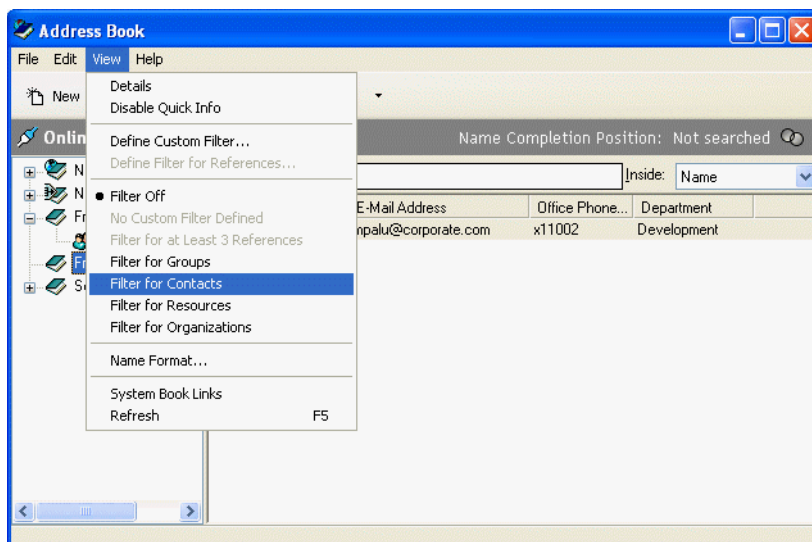 Address Book
File Edit View Help
New
Details
Disable Quick Info
Onlin
Name Completion Position: Not searched
Define Custom Filter...
Define Filter for References...
N
Inside: Name
N
Filter Off
E-Mail Address Office Phone... Department
Fr
No Custom Filter Defined
mpalu@corporate.com x11002 Development
Filter for at Least 3 References
Fr
Filter for Groups
S
Filter for Contacts
Filter for Resources
Filter for Organizations
Name Format...
System Book Links
Refresh F5